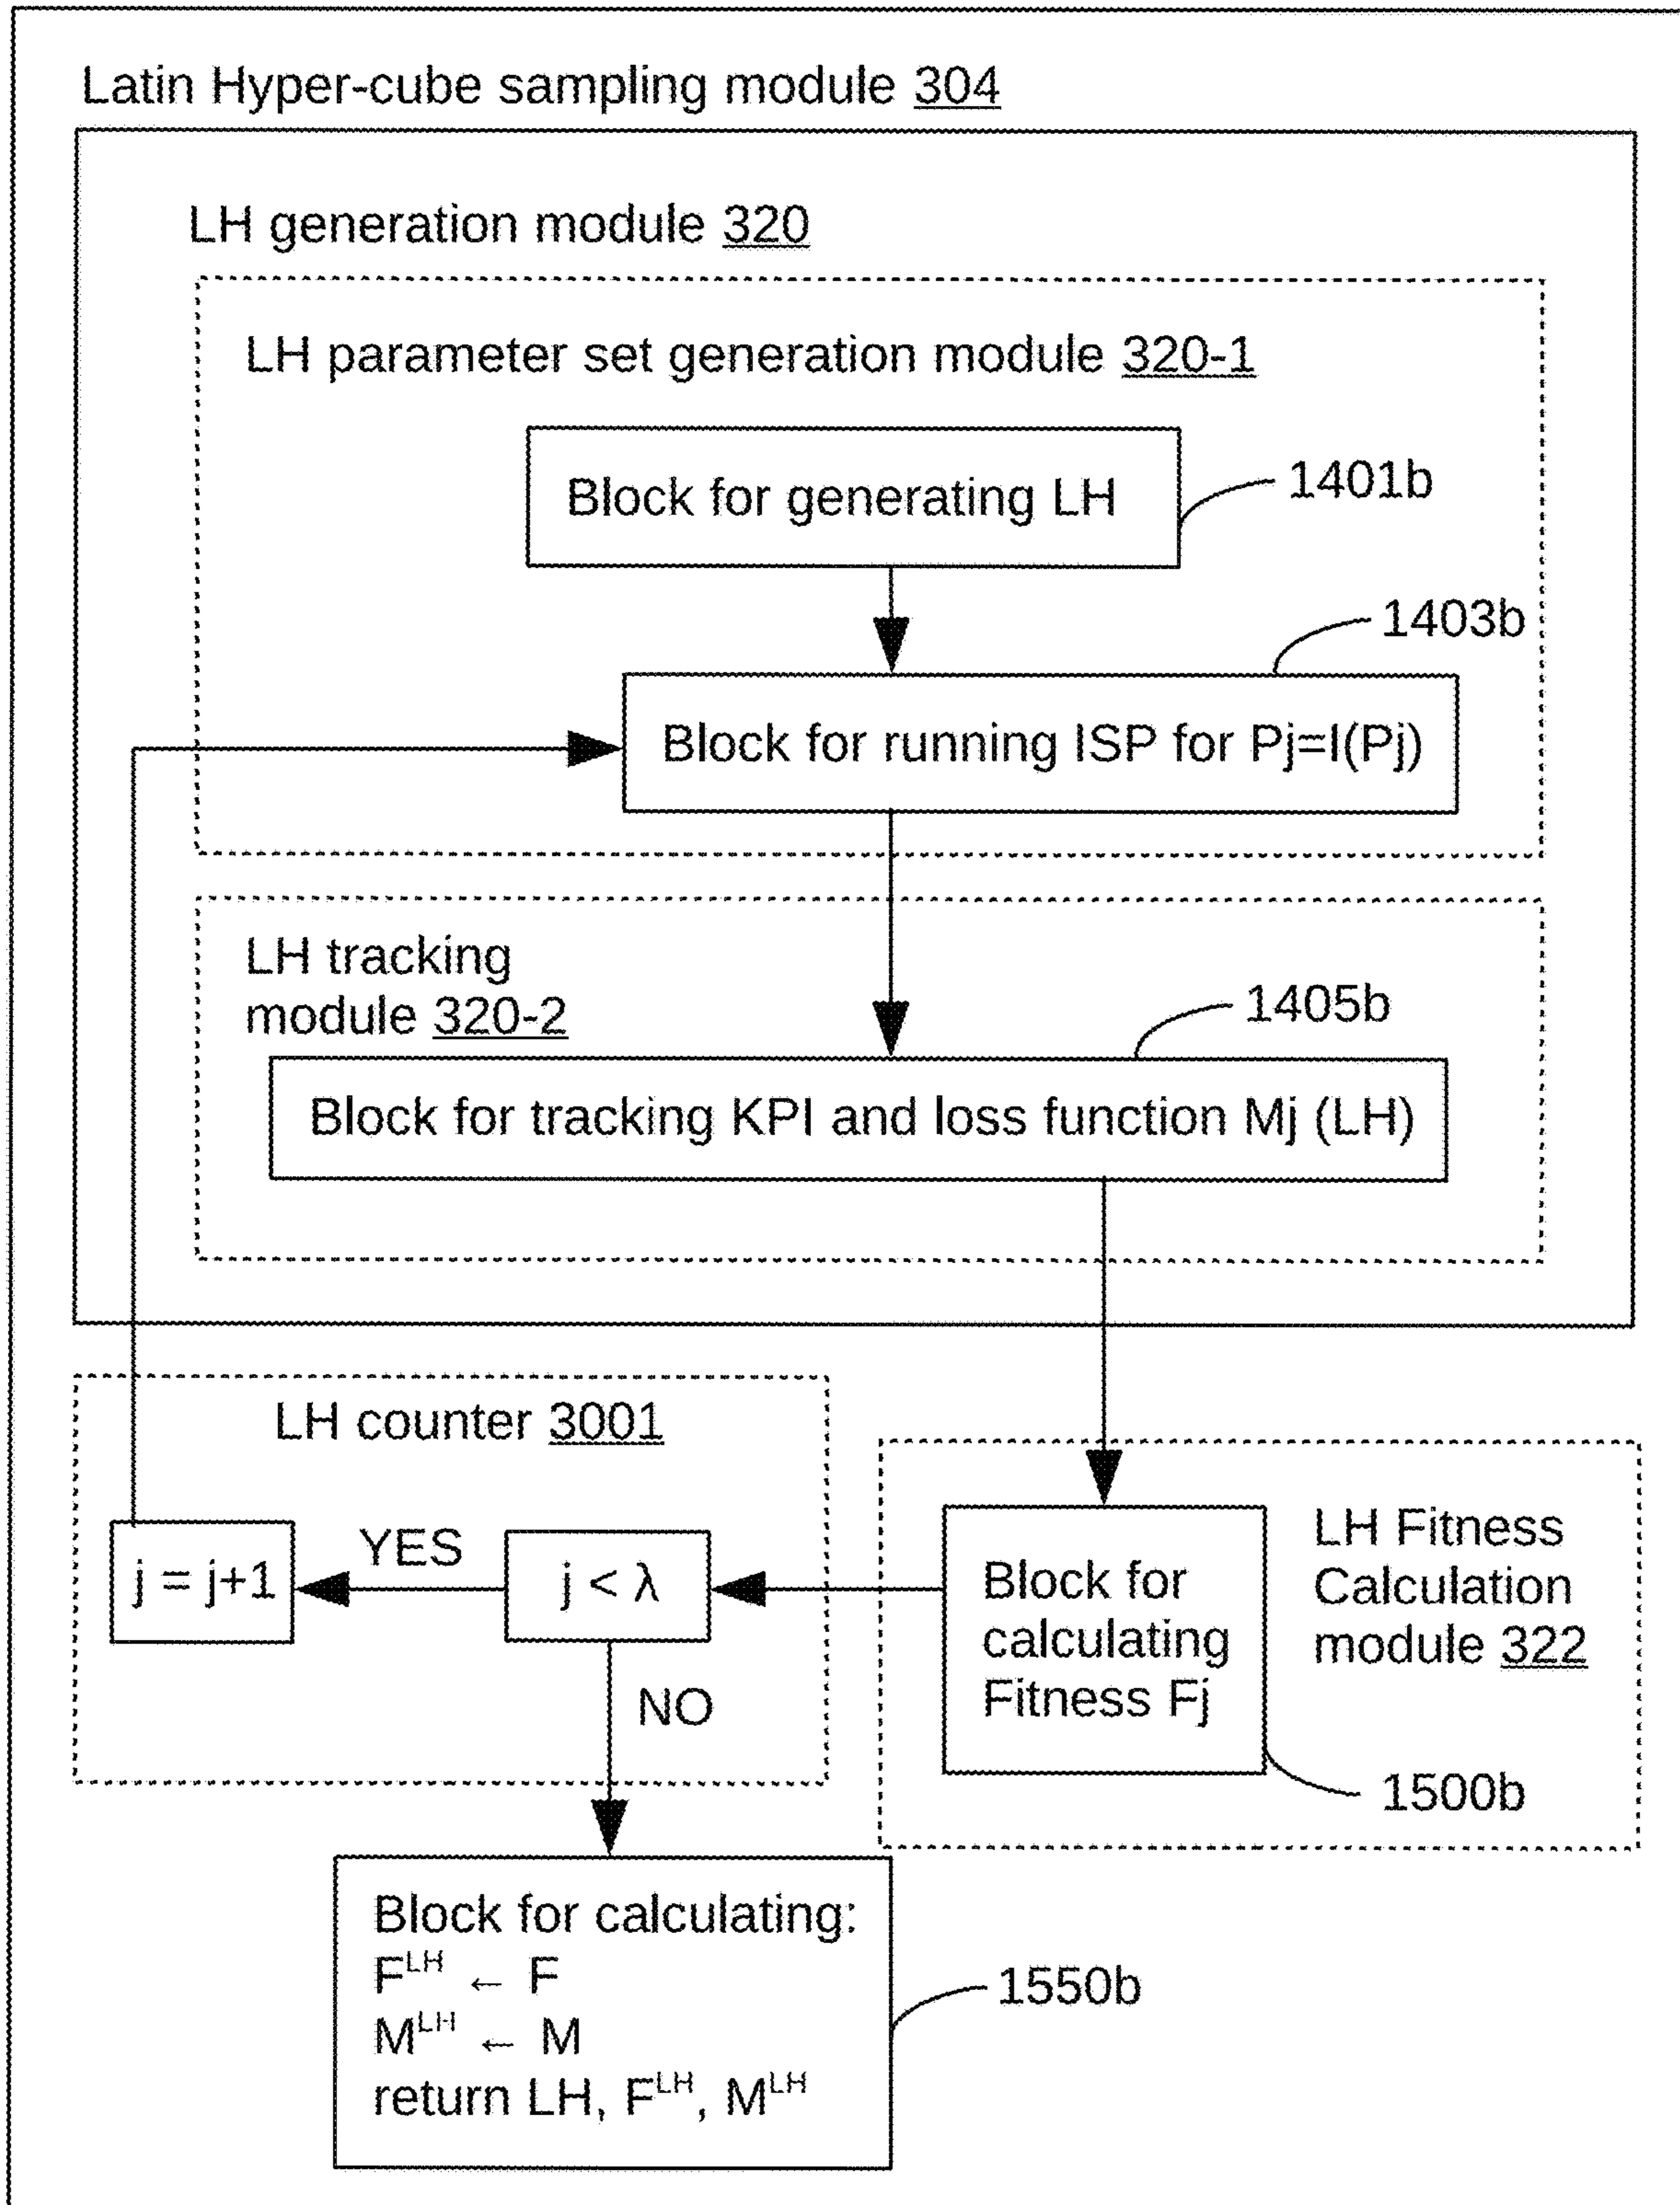 Latin Hyper-cube sampling module 304
LH generation module 320
LH parameter set generation module 320-1
Block for generating LH
1401b
1403b
Block for running ISP for Pj=I(Pj)
LH tracking
module 320-2
1405b
Block for tracking KPI and loss function Mj (LH)
LH counter 3001
j = j+1
YES
j < λ
NO
Block for
calculating
Fitness Fj
LH Fitness
Calculation
module 322
1500b
Block for calculating:
F^LH ← F
M^LH ← M
return LH, F^LH, M^LH
1550b